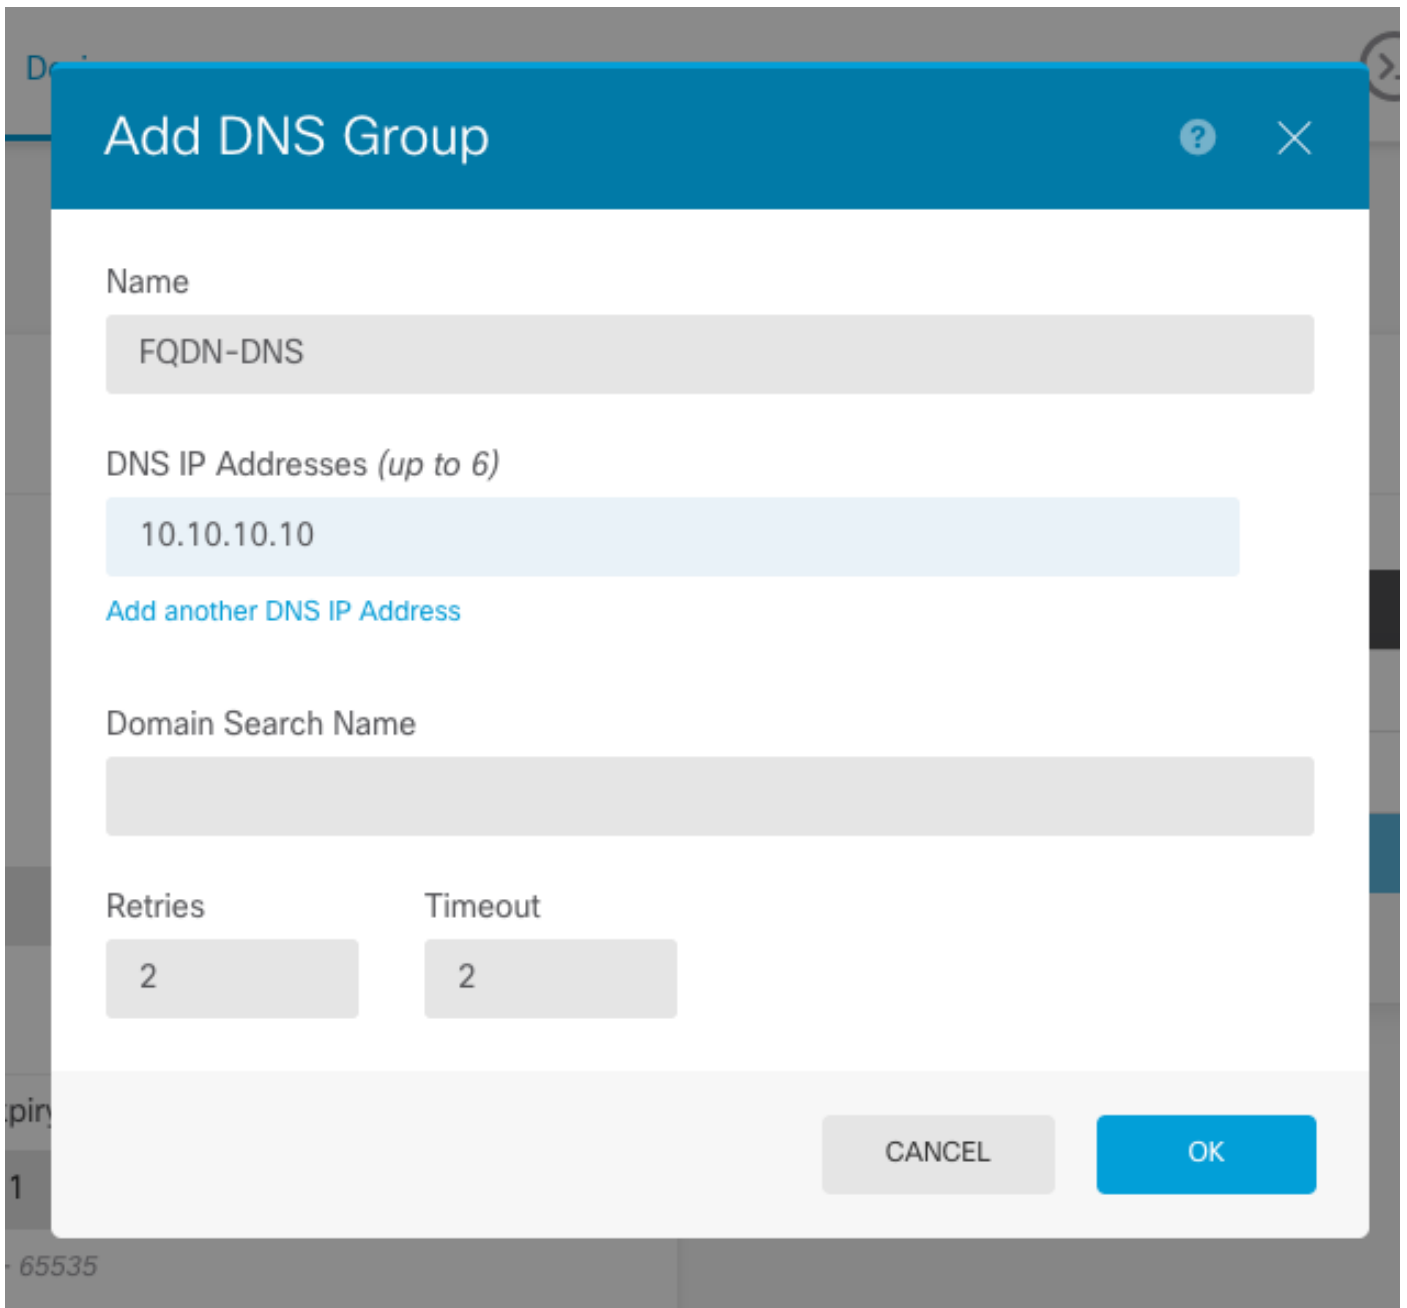 Add DNS Group
Name
FQDN-DNS
DNS IP Addresses (up to 6)
10.10.10.10
Add another DNS IP Address
Domain Search Name
Retries Timeout
2 2
CANCEL OK
1
65535